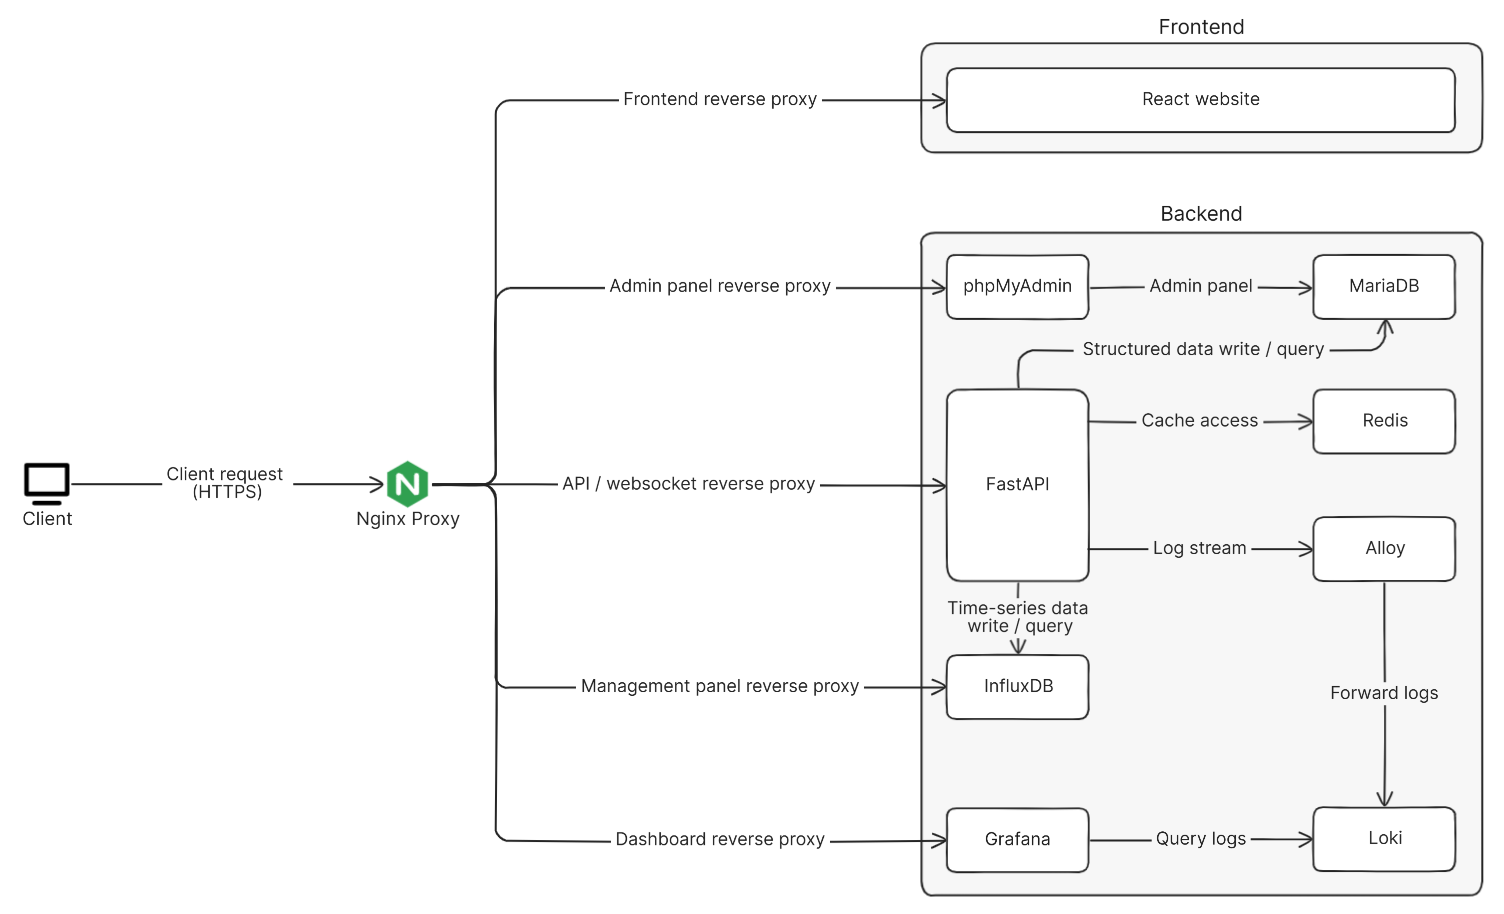 Frontend
Frontend reverse proxy
React website
Backend
Admin panel reverse proxy
phpMyAdmin
Admin panel
MariaDB
Structured data write / query
Cache access
Redis
Client request
(HTTPS)
Client
N
Nginx Proxy
API / websocket reverse proxy
FastAPI
Log stream
Alloy
Time-series data
write / query
Management panel reverse proxy
InfluxDB
Forward logs
Dashboard reverse proxy
Grafana
Query logs
Loki